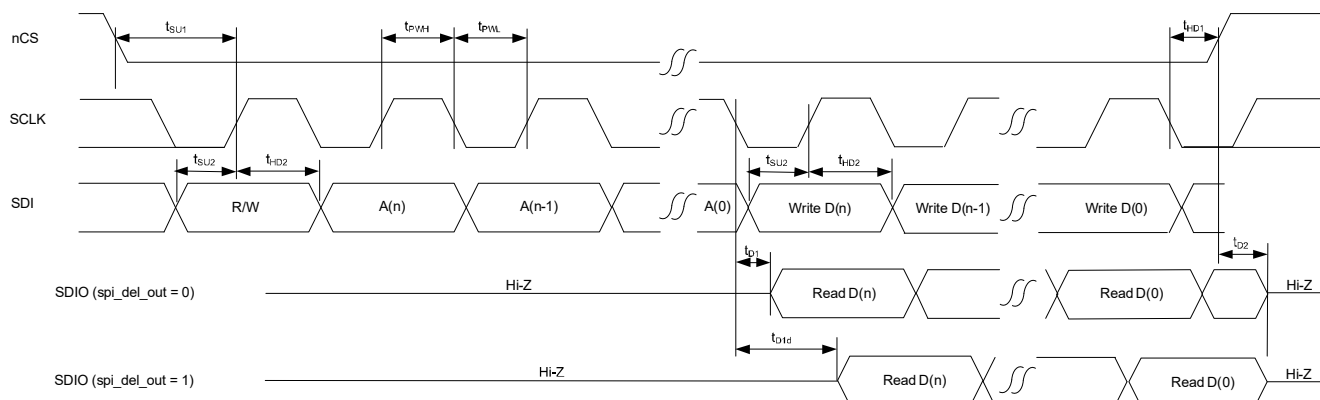 nCS
tSU1
tPWH
tPWL
tHD1
SCLK
tSU2
tHD2
tSU2
tHD2
SDI
R/W
A(n)
A(n-1)
A(0)
Write D(n)
Write D(n-1)
Write D(0)
tD1
tD2
SDIO (spi_del_out = 0)
Hi-Z
Read D(n)
Read D(0)
Hi-Z
tD1d
SDIO (spi_del_out = 1)
Hi-Z
Read D(n)
Read D(0)
Hi-Z